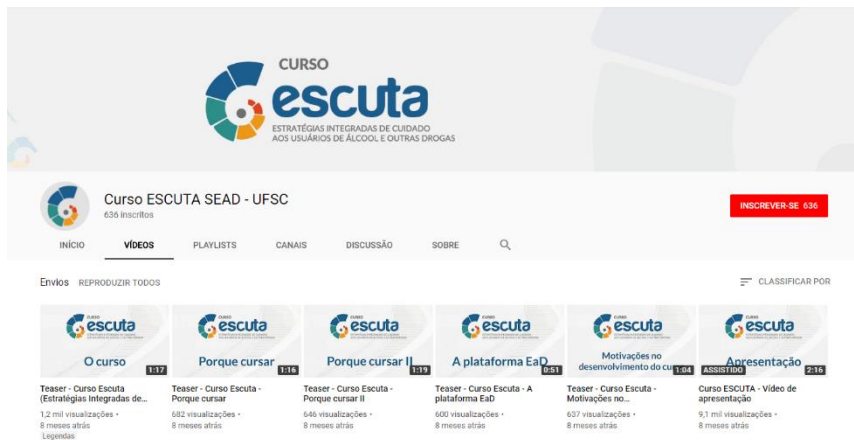 CURSO
escuta
ESTRATÉGIAS INTEGRADAS DE CUIDADO
AOS USUÁRIOS DE ÁLCOOL E OUTRAS DROGAS
Curso ESCUTA SEAD - UFSC
636 inscritos
INSCREVER-SE 636
INÍCIO VÍDEOS PLAYLISTS CANAIS DISCUSSÃO SOBRE
Envios REPRODUZIR TODOS CLASSIFICAR POR
CURSO
escuta
O curso
1:17
Teaser - Curso Escuta
(Estratégias Integradas de...
1,2 mil visualizações •
8 meses atrás
Legendas
CURSO
escuta
Porque cursar
1:16
Teaser - Curso Escuta -
Porque cursar
682 visualizações •
8 meses atrás
CURSO
escuta
Porque cursar II
1:19
Teaser - Curso Escuta -
Porque cursar II
646 visualizações •
8 meses atrás
CURSO
escuta
A plataforma EaD
0:51
Teaser - Curso Escuta - A
plataforma EaD
600 visualizações •
8 meses atrás
CURSO
escuta
Motivações no
desenvolvimento do cu
1:04
Teaser - Curso Escuta -
Motivações no...
637 visualizações •
8 meses atrás
CURSO
escuta
Apresentação
ASSISTIDO
2:16
Curso ESCUTA - Vídeo de
apresentação
9,1 mil visualizações •
8 meses atrás